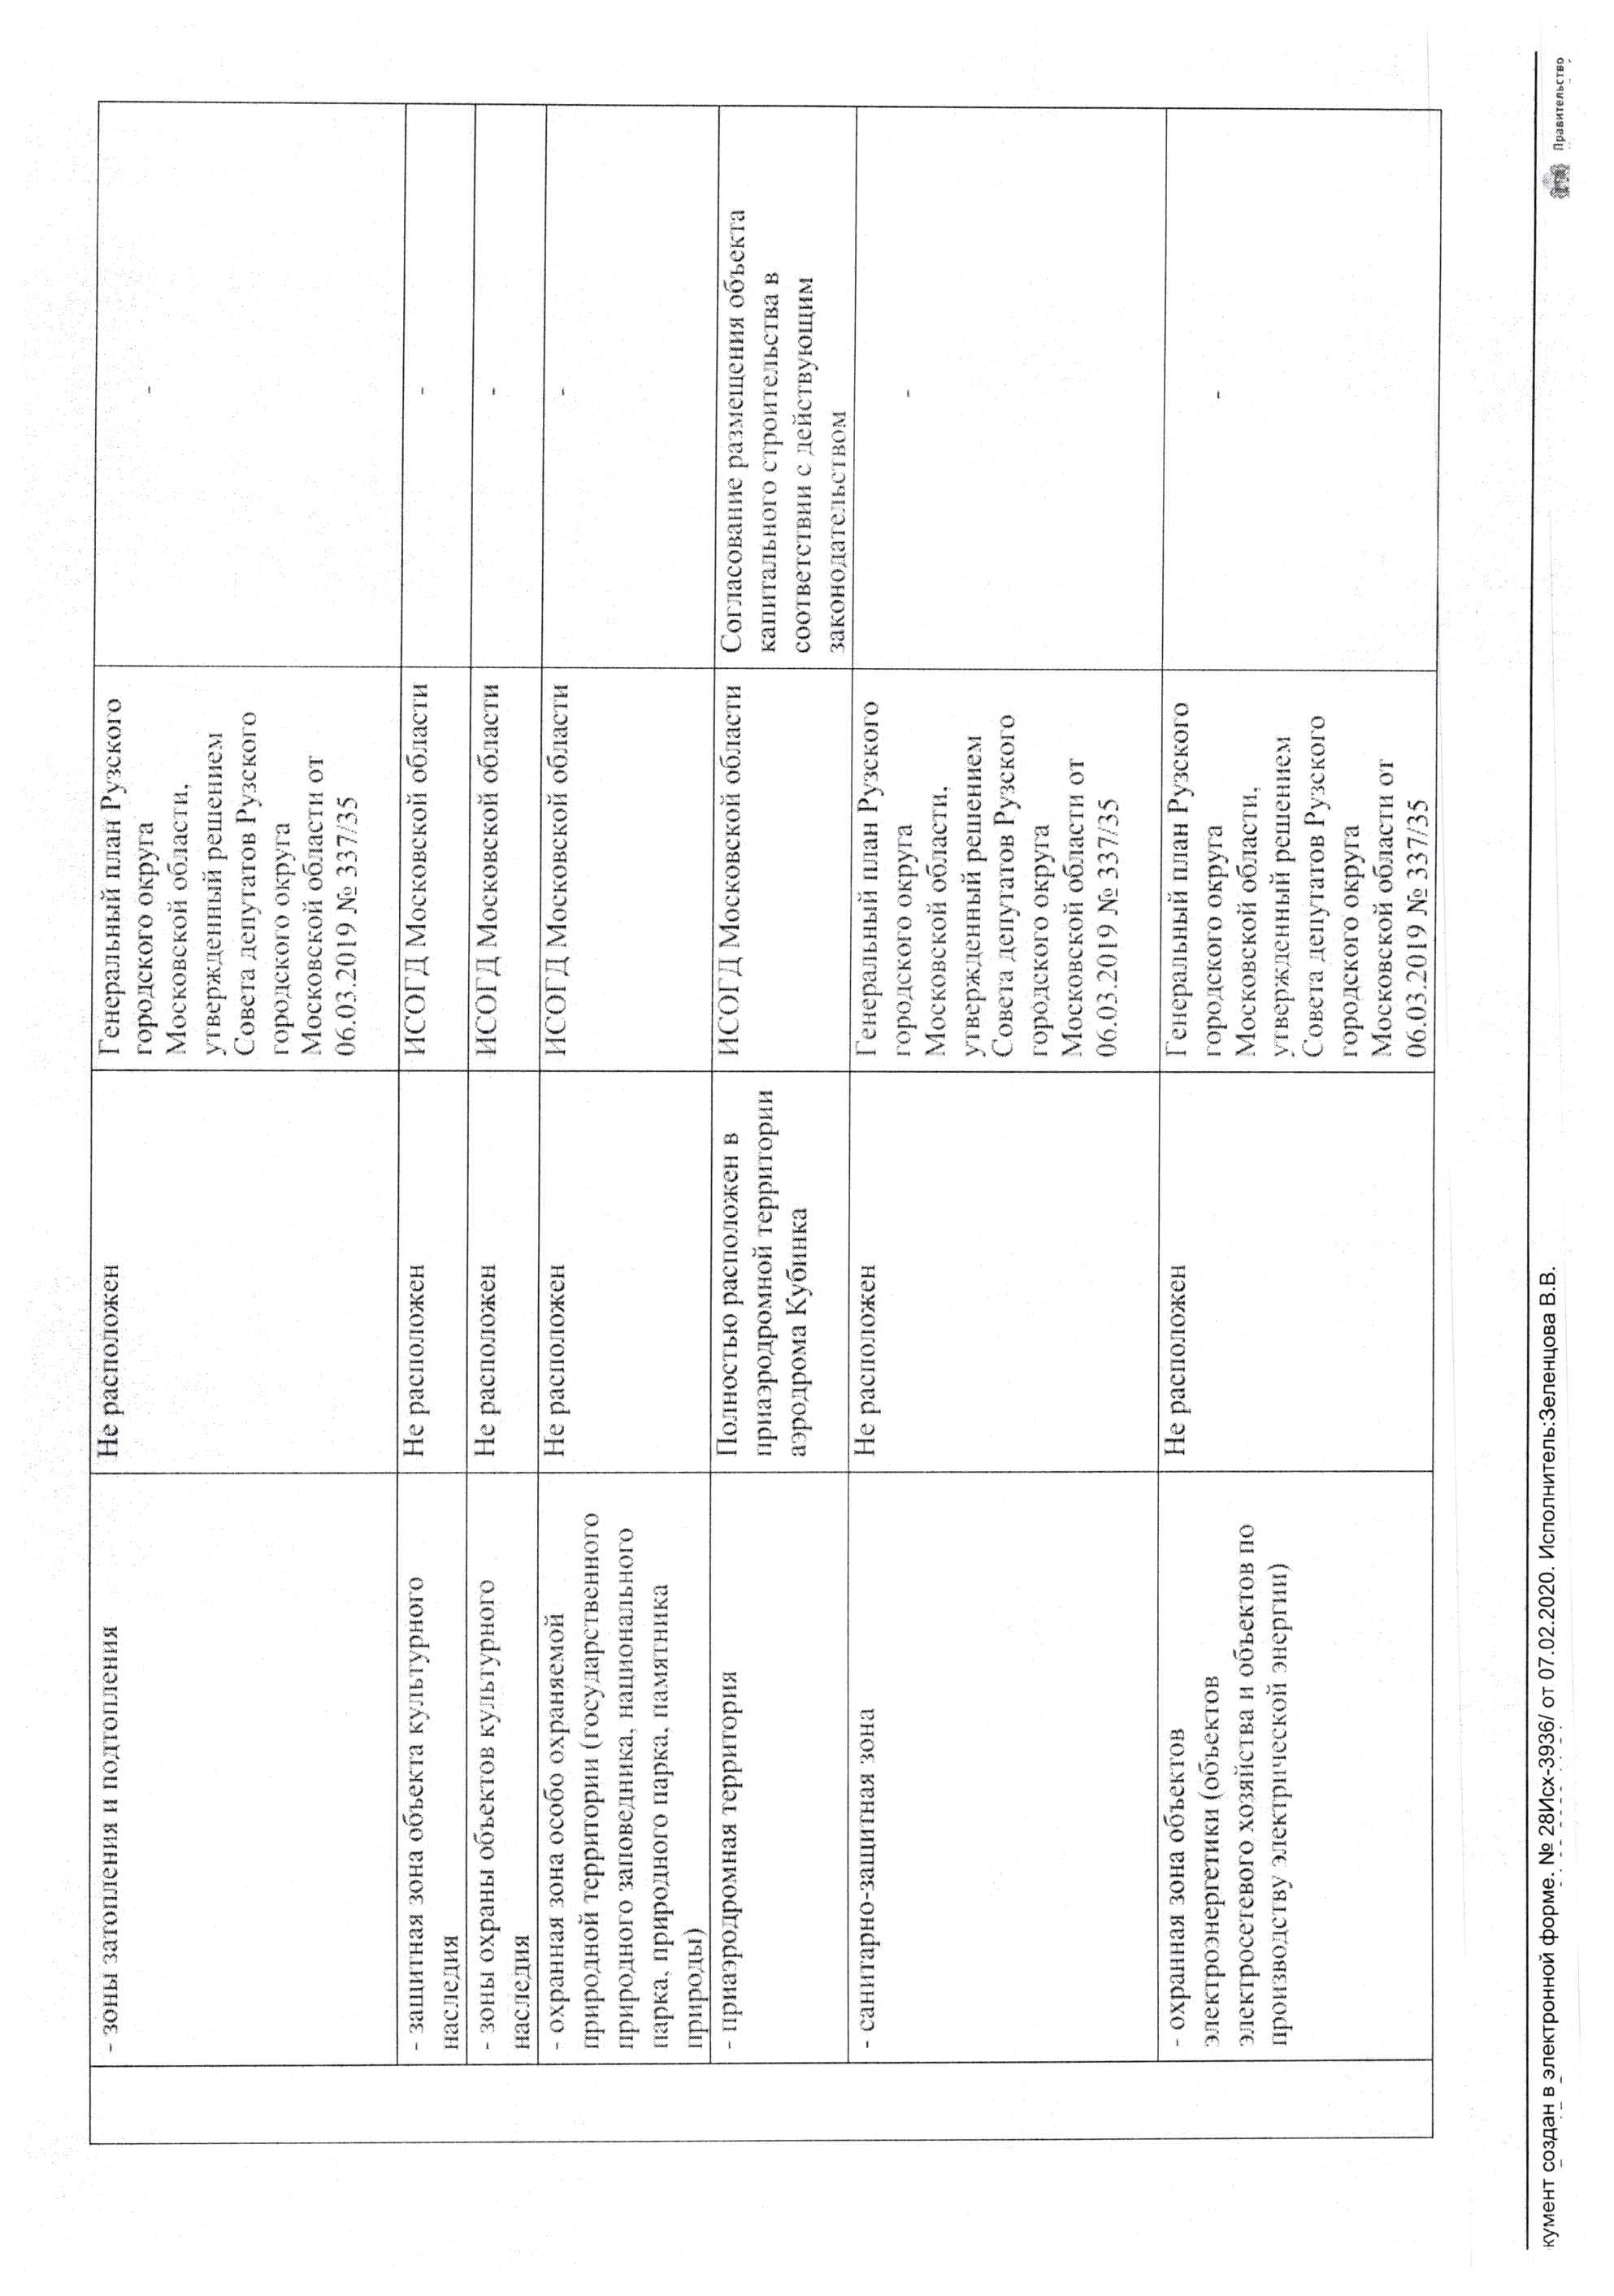 - зоны затопления и подтопления
Не расположен
Генеральный план Рузского
городского округа
Московской области,
утвержденный решением
Совета депутатов Рузского
городского округа
Московской области от
06.03.2019 № 337/35
-
- защитная зона объекта культурного
наследия
Не расположен
ИСОГД Московской области
-
- зоны охраны объектов культурного
наследия
Не расположен
ИСОГД Московской области
-
- охранная зона особо охраняемой
природной территории (государственного
природного заповедника, национального
парка, природного парка, памятника
природы)
Не расположен
ИСОГД Московской области
-
- приаэродромная территория
Полностью расположен в
приаэродромной территории
аэродрома Кубинка
ИСОГД Московской области
Согласование размещения объекта
капитального строительства в
соответствии с действующим
законодательством
- санитарно-защитная зона
Не расположен
Генеральный план Рузского
городского округа
Московской области,
утвержденный решением
Совета депутатов Рузского
городского округа
Московской области от
06.03.2019 № 337/35
-
- охранная зона объектов
электроэнергетики (объектов
электросетевого хозяйства и объектов по
производству электрической энергии)
Не расположен
Генеральный план Рузского
городского округа
Московской области,
утвержденный решением
Совета депутатов Рузского
городского округа
Московской области от
06.03.2019 № 337/35
-
кумент создан в электронной форме. № 28Исх-3936/ от 07.02.2020. Исполнитель:Зеленцова В.В.
Правительство